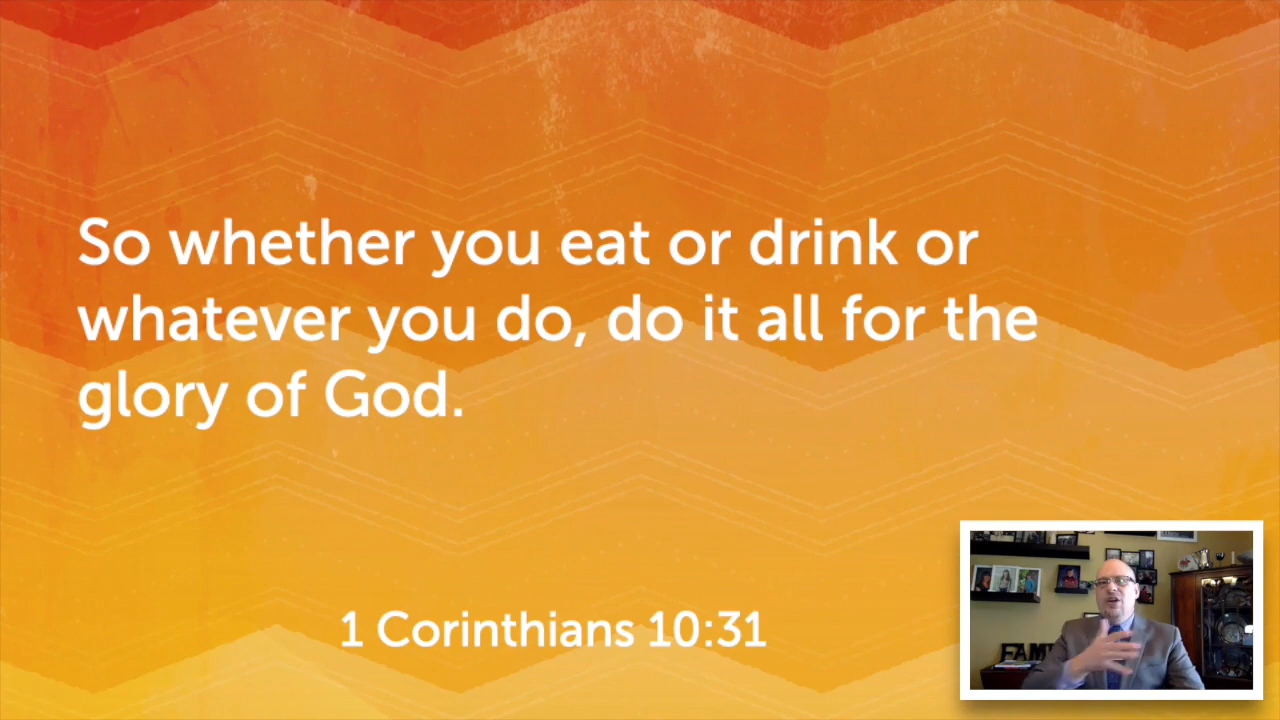 So whether you eat or drink or
whatever you do, do it all for the
glory of God.
1 Corinthians 10:31
FAM